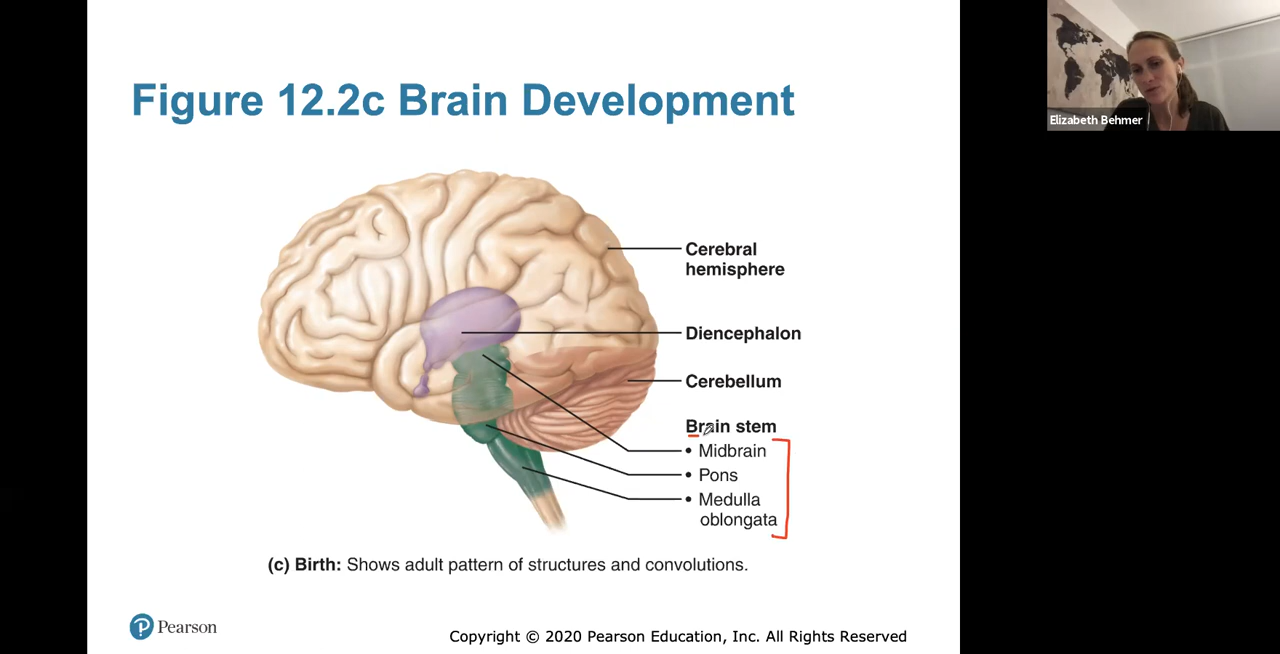 Figure 12.2c Brain Development
Elizabeth Behmer
Cerebral
hemisphere
Diencephalon
Cerebellum
Brain stem
• Midbrain
• Pons
• Medulla
oblongata
(c) Birth: Shows adult pattern of structures and convolutions.
P Pearson
Copyright © 2020 Pearson Education, Inc. All Rights Reserved